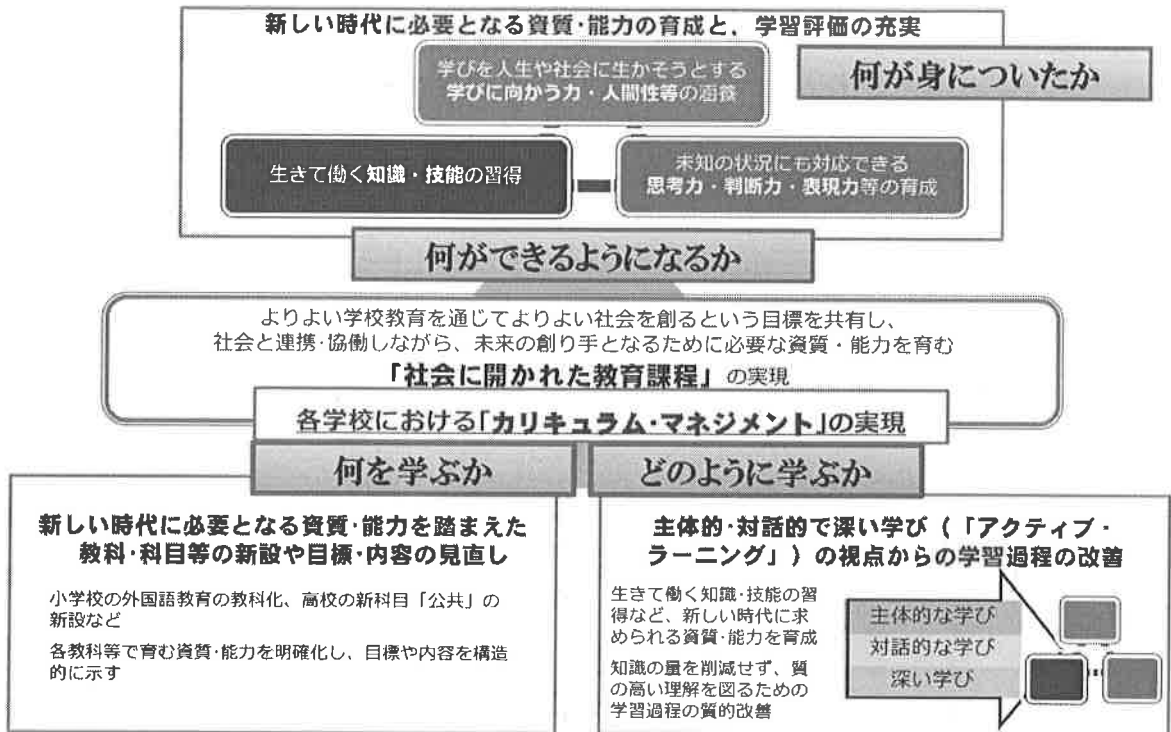 新しい時代に必要となる資質・能力の育成と、学習評価の充実
学びを人生や社会に生かそうとする
学びに向かう力・人間性等の涵養
何が身についたか
生きて働く知識・技能の習得
未知の状況にも対応できる
思考力・判断力・表現力等の育成
何ができるようになるか
よりよい学校教育を通じてよりよい社会を創るという目標を共有し、
社会と連携・協働しながら、未来の創り手となるために必要な資質・能力を育む
「社会に開かれた教育課程」の実現
各学校における「カリキュラム・マネジメント」の実現
何を学ぶか
どのように学ぶか
新しい時代に必要となる資質・能力を踏まえた
教科・科目等の新設や目標・内容の見直し
小学校の外国語教育の教科化、高校の新科目「公共」の
新設など
各教科等で育む資質・能力を明確化し、目標や内容を構造
的に示す
主体的・対話的で深い学び（「アクティブ・
ラーニング」）の視点からの学習過程の改善
生きて働く知識・技能の習
得など、新しい時代に求
められる資質・能力を育成
知識の量を削減せず、質
の高い理解を図るための
学習過程の質的改善
主体的な学び
対話的な学び
深い学び